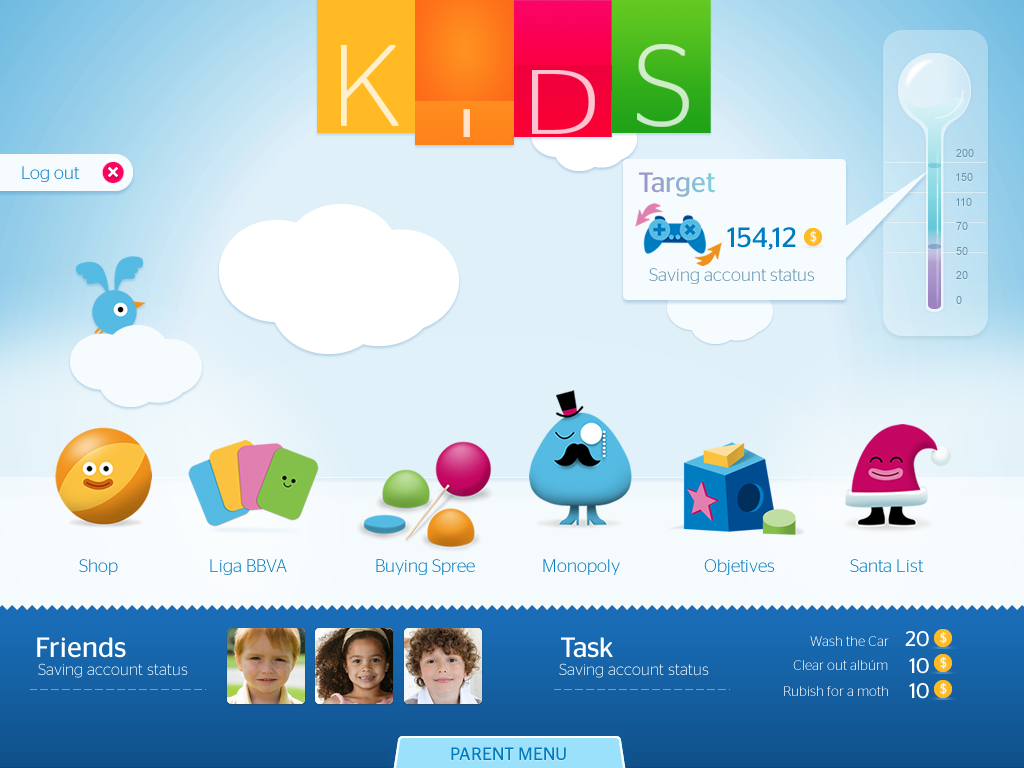 KiDS
Log out
Target
154,12 $
Saving account status
200
150
110
70
50
20
0
Shop
Liga BBVA
Buying Spree
Monopoly
Objetives
Santa List
Friends
Saving account status
Task
Saving account status
Wash the Car 20 $
Clear out albúm 10 $
Rubish for a moth 10 $
PARENT MENU